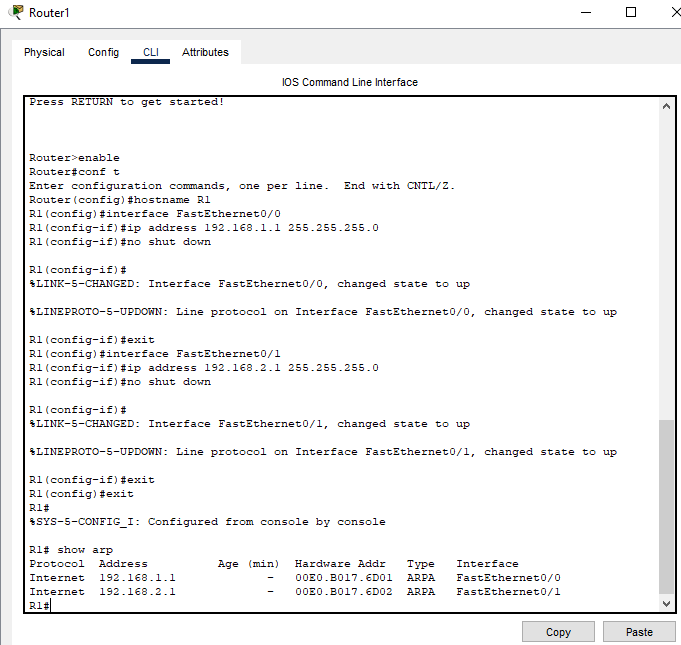 Router1
Physical Config CLI Attributes
IOS Command Line Interface
Press RETURN to get started!
Router>enable
Router#conf t
Enter configuration commands, one per line.  End with CNTL/Z.
Router(config)#hostname R1
R1(config)#interface FastEthernet0/0
R1(config-if)#ip address 192.168.1.1 255.255.255.0
R1(config-if)#no shut down
R1(config-if)#
%LINK-5-CHANGED: Interface FastEthernet0/0, changed state to up
%LINEPROTO-5-UPDOWN: Line protocol on Interface FastEthernet0/0, changed state to up
R1(config-if)#exit
R1(config)#interface FastEthernet0/1
R1(config-if)#ip address 192.168.2.1 255.255.255.0
R1(config-if)#no shut down
R1(config-if)#
%LINK-5-CHANGED: Interface FastEthernet0/1, changed state to up
%LINEPROTO-5-UPDOWN: Line protocol on Interface FastEthernet0/1, changed state to up
R1(config-if)#exit
R1(config)#exit
R1#
%SYS-5-CONFIG_I: Configured from console by console
R1# show arp
Protocol  Address          Age (min)  Hardware Addr   Type   Interface
Internet  192.168.1.1             -   00E0.B017.6D01  ARPA   FastEthernet0/0
Internet  192.168.2.1             -   00E0.B017.6D02  ARPA   FastEthernet0/1
R1#
Copy Paste